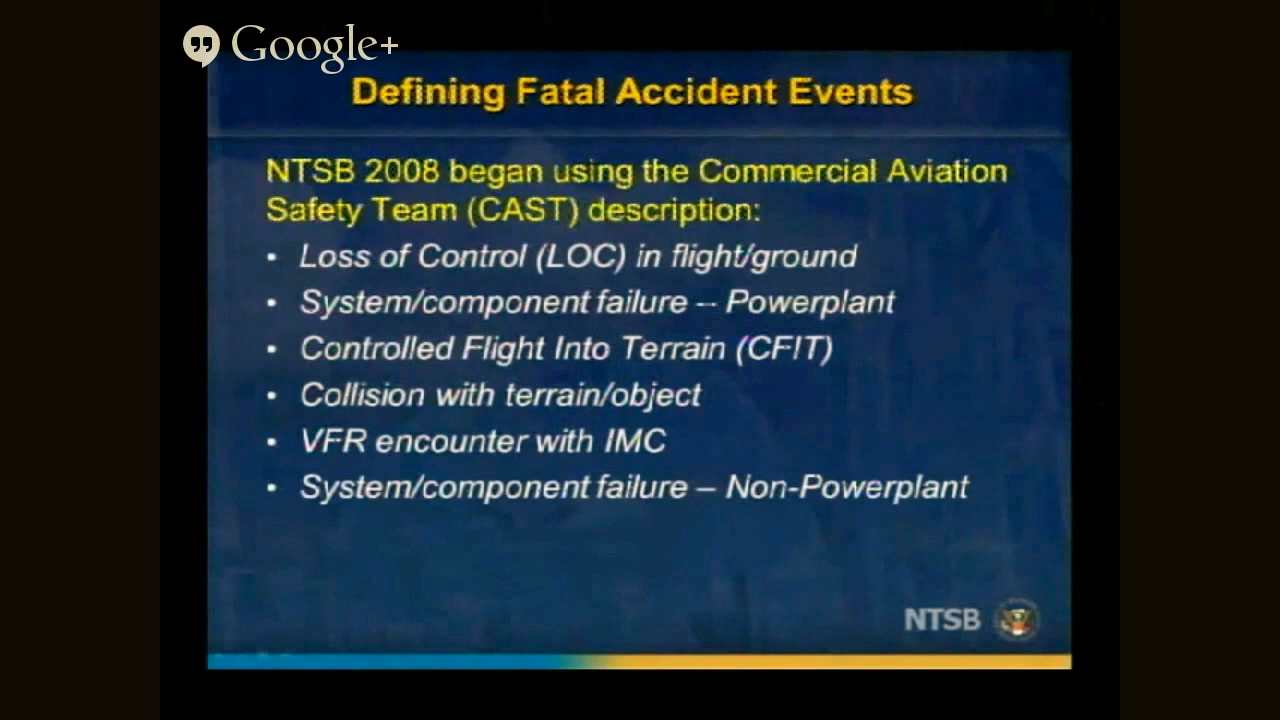 Google+
Defining Fatal Accident Events
NTSB 2008 began using the Commercial Aviation
Safety Team (CAST) description:
• Loss of Control (LOC) in flight/ground
• System/component failure – Powerplant
• Controlled Flight Into Terrain (CFIT)
• Collision with terrain/object
• VFR encounter with IMC
• System/component failure – Non-Powerplant
NTSB